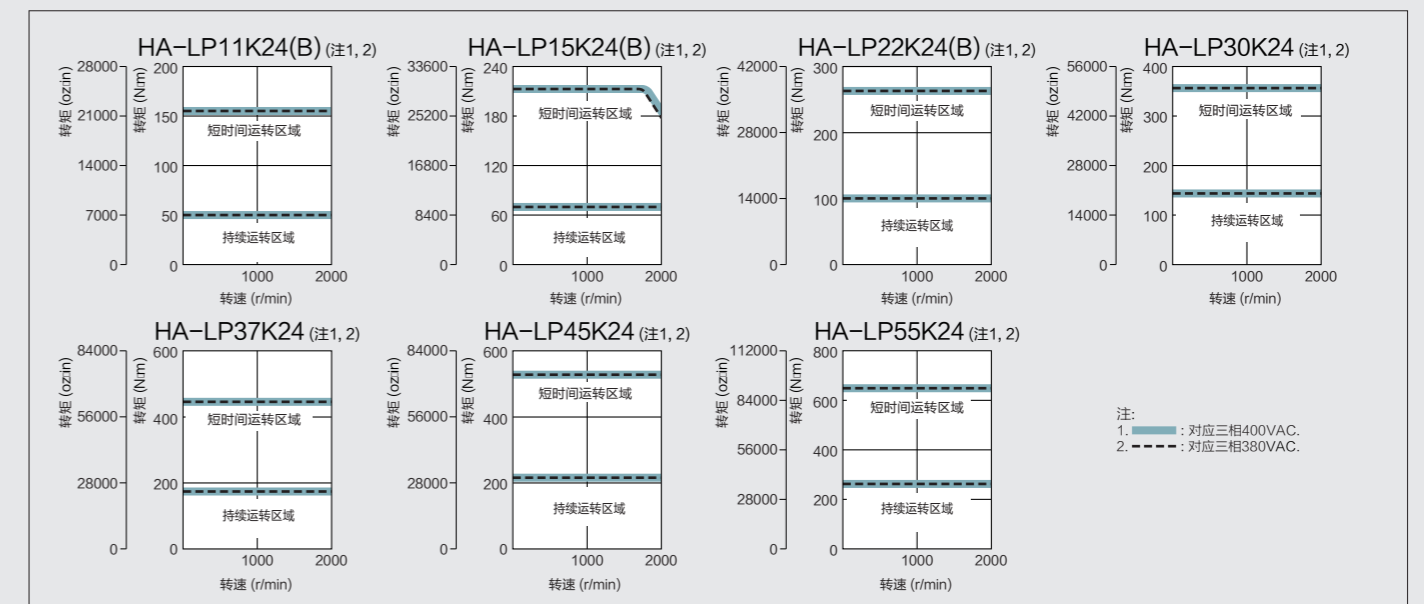 HA-LP11K24(B) (注1, 2)
转矩 (oz:in)
转矩 (N:m)
28000
21000
14000
7000
0
200
150
100
50
0
短时间运转区域
持续运转区域
1000 2000
转速 (r/min)
HA-LP15K24(B) (注1, 2)
转矩 (oz:in)
转矩 (N:m)
33600
25200
16800
8400
0
240
180
120
60
0
短时间运转区域
持续运转区域
1000 2000
转速 (r/min)
HA-LP22K24(B) (注1, 2)
转矩 (oz:in)
转矩 (N:m)
42000
28000
14000
0
300
200
100
0
短时间运转区域
持续运转区域
1000 2000
转速 (r/min)
HA-LP30K24 (注1, 2)
转矩 (oz:in)
转矩 (N:m)
56000
42000
28000
14000
0
400
300
200
100
0
短时间运转区域
持续运转区域
1000 2000
转速 (r/min)
HA-LP37K24 (注1, 2)
转矩 (oz:in)
转矩 (N:m)
84000
56000
28000
0
600
400
200
0
短时间运转区域
持续运转区域
1000 2000
转速 (r/min)
HA-LP45K24 (注1, 2)
转矩 (oz:in)
转矩 (N:m)
84000
56000
28000
0
600
400
200
0
短时间运转区域
持续运转区域
1000 2000
转速 (r/min)
HA-LP55K24 (注1, 2)
转矩 (oz:in)
转矩 (N:m)
112000
84000
56000
28000
0
800
600
400
200
0
短时间运转区域
持续运转区域
1000 2000
转速 (r/min)
注:
1. : 对应三相400VAC.
2. : 对应三相380VAC.